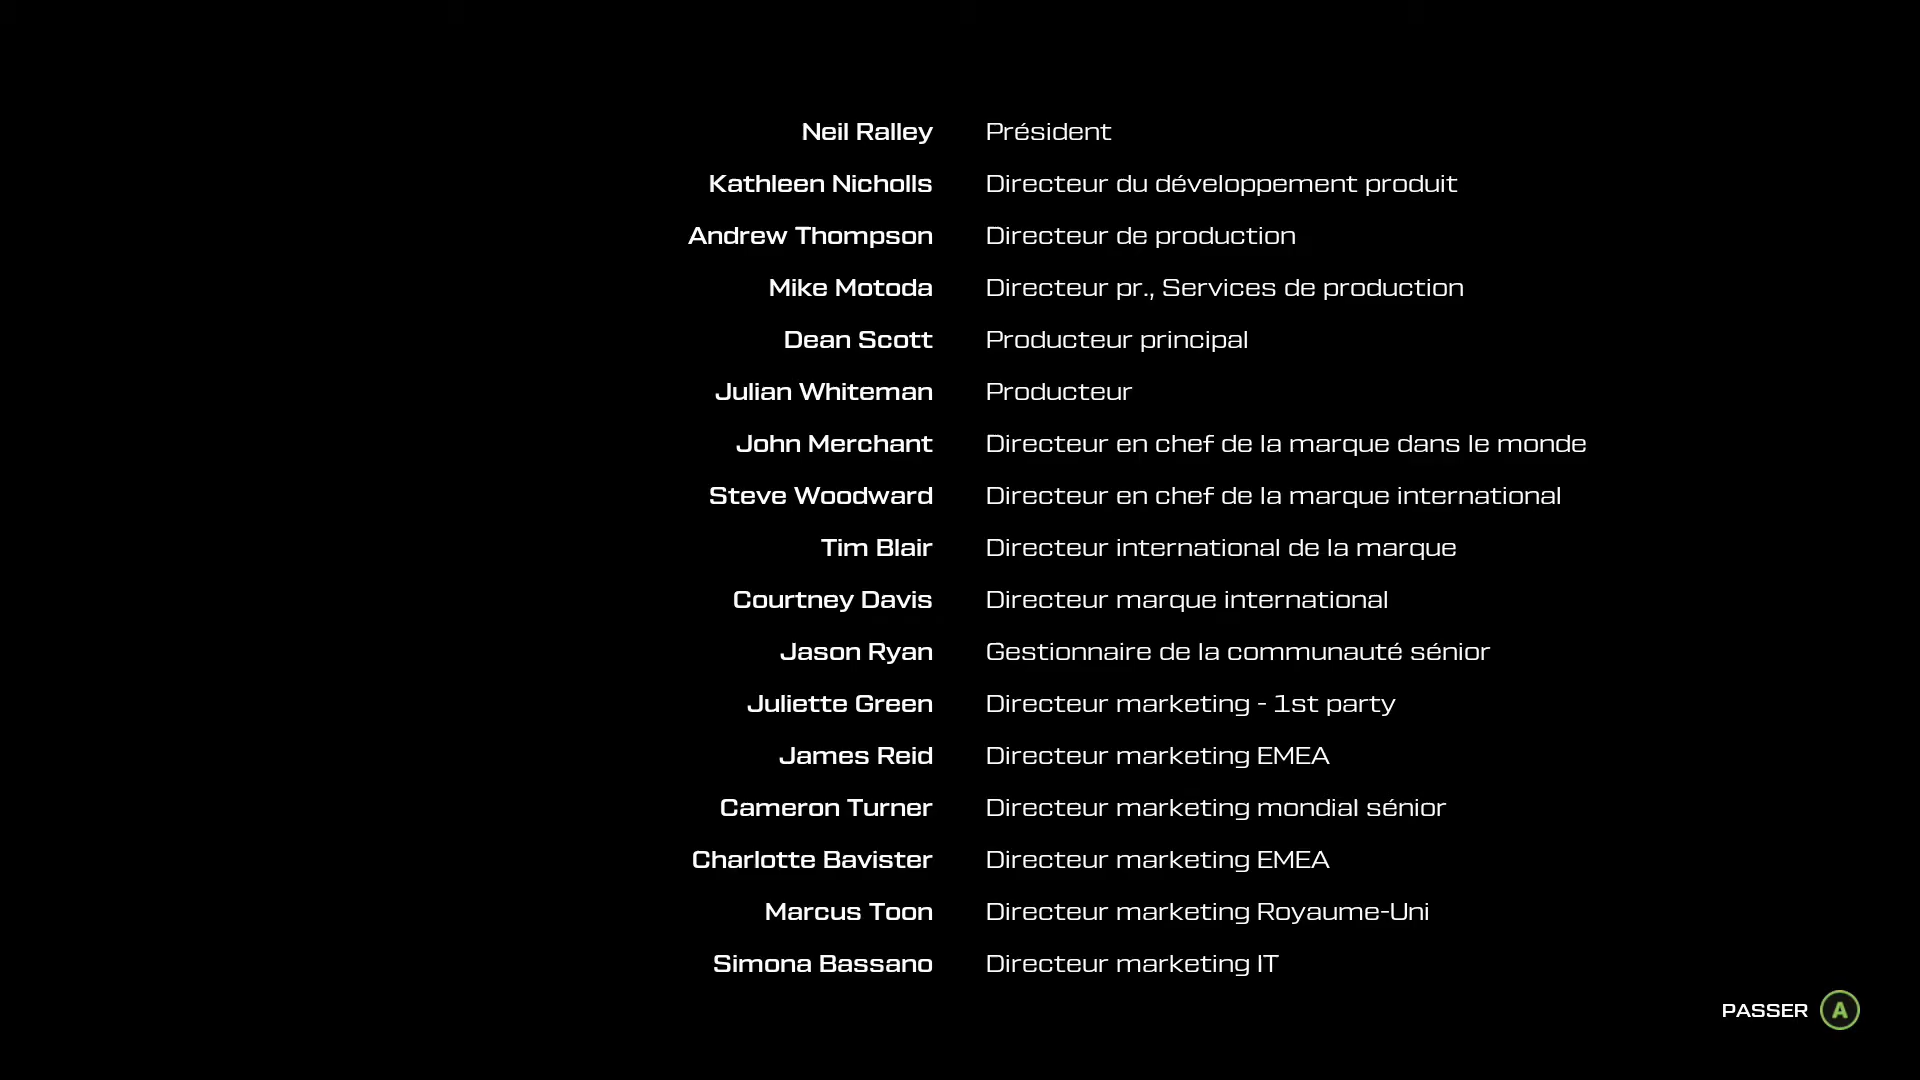 Neil Ralley Président
Kathleen Nicholls Directeur du développement produit
Andrew Thompson Directeur de production
Mike Motoda Directeur pr., Services de production
Dean Scott Producteur principal
Julian Whiteman Producteur
John Merchant Directeur en chef de la marque dans le monde
Steve Woodward Directeur en chef de la marque international
Tim Blair Directeur international de la marque
Courtney Davis Directeur marque international
Jason Ryan Gestionnaire de la communauté sénior
Juliette Green Directeur marketing - 1st party
James Reid Directeur marketing EMEA
Cameron Turner Directeur marketing mondial sénior
Charlotte Bavister Directeur marketing EMEA
Marcus Toon Directeur marketing Royaume-Uni
Simona Bassano Directeur marketing IT
PASSER A